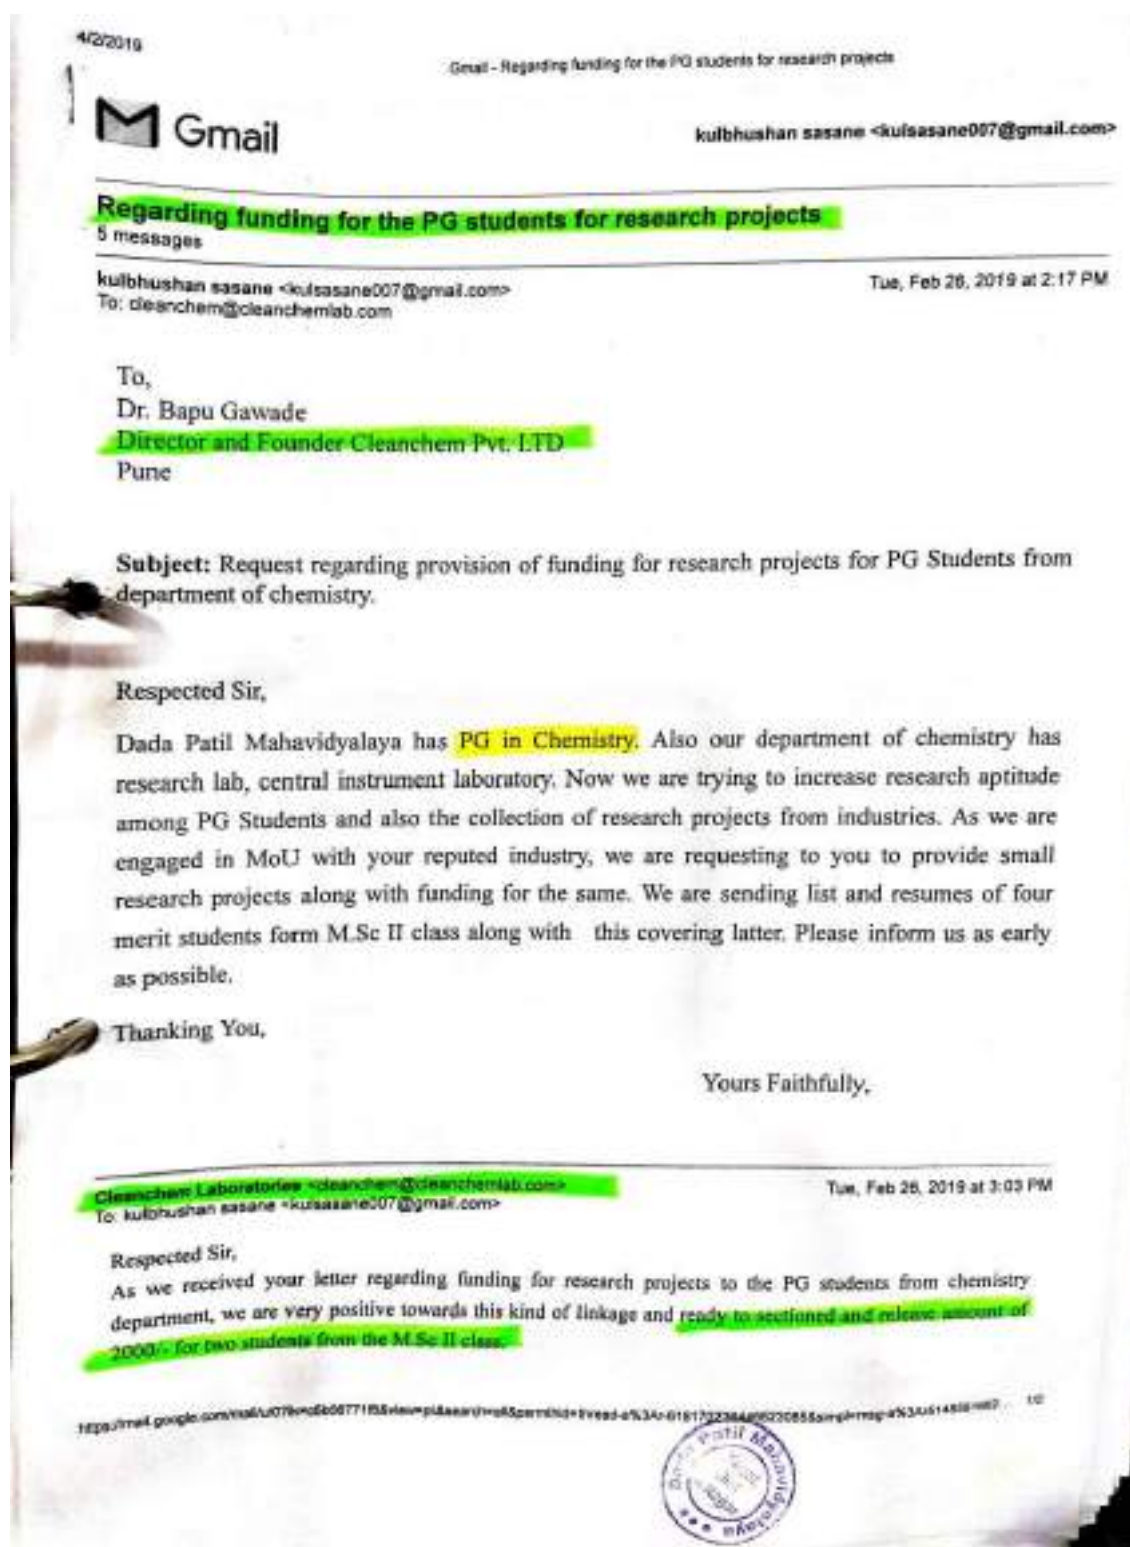 4/2/2019
Gmail - Regarding funding for the PG students for research projects
Gmail
kulbhushan sasane <kulsasane007@gmail.com>
Regarding funding for the PG students for research projects
5 messages
kulbhushan sasane <kulsasane007@gmail.com>
Tue, Feb 26, 2019 at 2:17 PM
To: cleanchem@cleanchemlab.com
To,
Dr. Bapu Gawade
Director and Founder Cleanchem Pvt. LTD
Pune
Subject: Request regarding provision of funding for research projects for PG Students from
department of chemistry.
Respected Sir,
Dada Patil Mahavidyalaya has PG in Chemistry. Also our department of chemistry has
research lab, central instrument laboratory. Now we are trying to increase research aptitude
among PG Students and also the collection of research projects from industries. As we are
engaged in MoU with your reputed industry, we are requesting to you to provide small
research projects along with funding for the same. We are sending list and resumes of four
merit students form M.Sc II class along with this covering latter. Please inform us as early
as possible.
Thanking You,
Yours Faithfully,
Cleanchem Laboratories <cleanchem@cleanchemlab.com>
Tue, Feb 26, 2019 at 3:03 PM
To: kulbhushan sasane <kulsasane007@gmail.com>
Respected Sir,
As we received your letter regarding funding for research projects to the PG students from chemistry
department, we are very positive towards this kind of linkage and ready to sectioned and release amount of
2000/- for two students from the M.Sc II class.
1/2
Dada Patil Mahavidyalaya